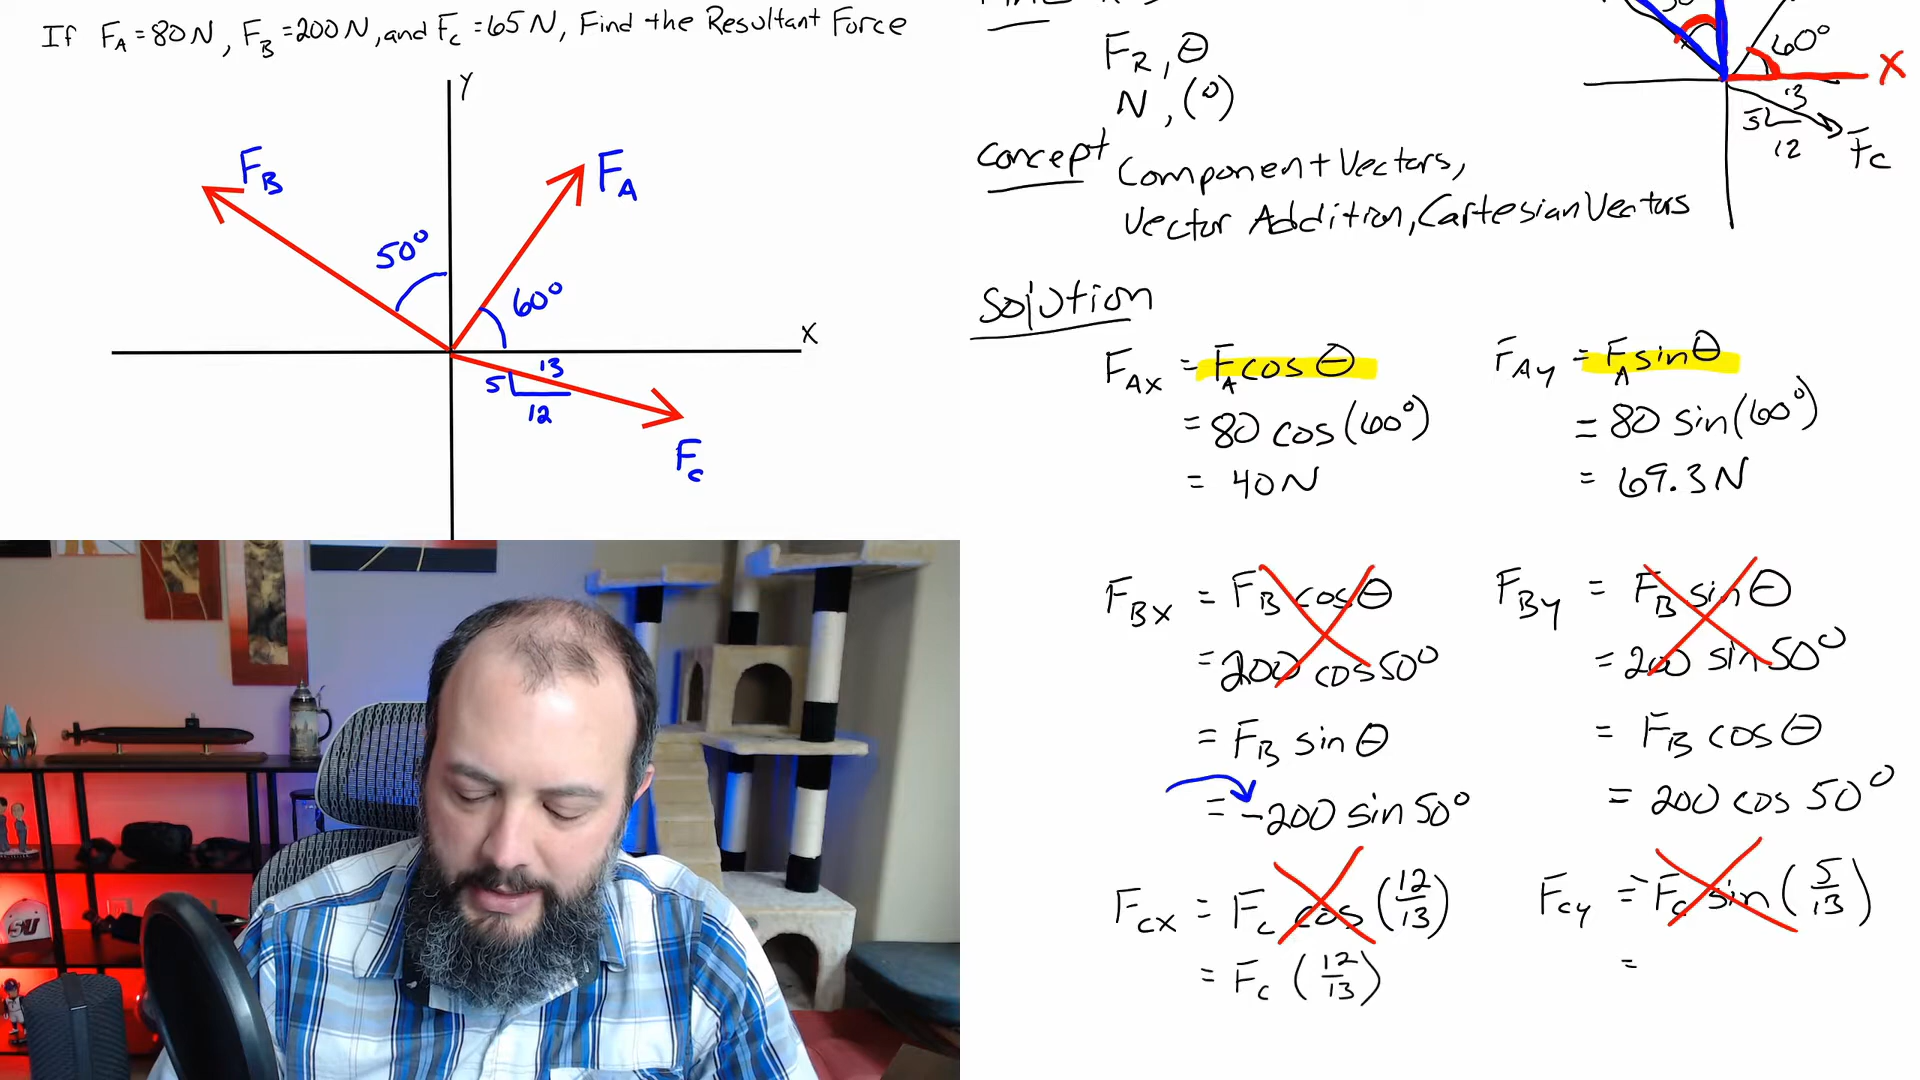 If F_A = 80 N, F_B = 200 N, and F_C = 65 N, Find the Resultant Force
Y
F_B
F_A
50°
60°
X
13
5
12
F_C
F_R, θ
N, (°)
60°
X
13
5
12
F_C
Concept
Component Vectors,
Vector Addition, Cartesian Vectors
Solution
F_Ax = F_A cos θ
= 80 cos(60°)
= 40 N
F_Ay = F_A sin θ
= 80 sin(60°)
= 69.3 N
F_Bx = F_B cos θ
= 200 cos 50°
= F_B sin θ
= -200 sin 50°
F_By = F_B sin θ
= 200 sin 50°
= F_B cos θ
= 200 cos 50°
F_Cx = F_C cos (12/13)
= F_C (12/13)
F_Cy = -F_C sin (5/13)
=
SU